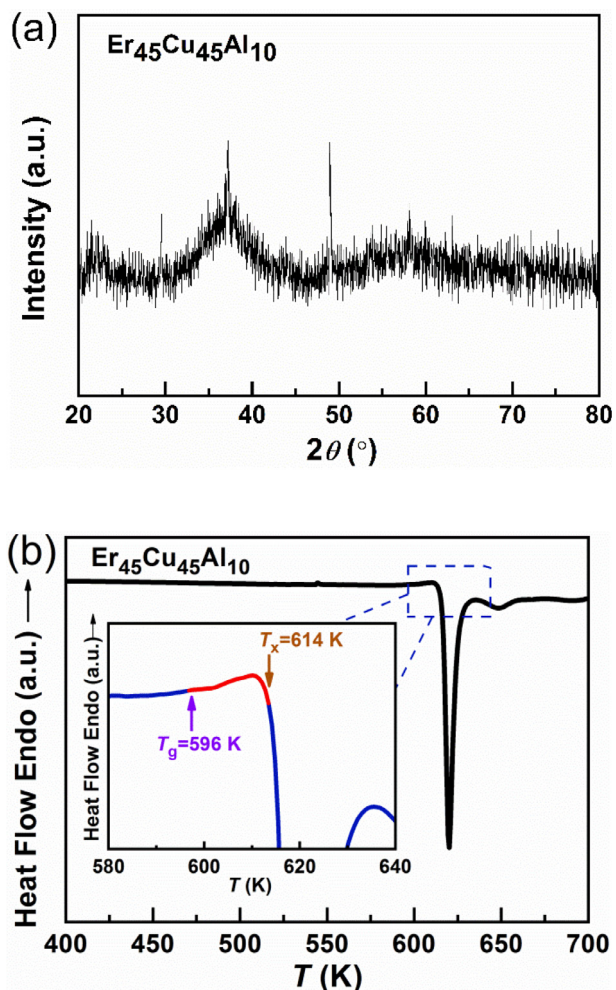 (a)
Er45Cu45Al10
Intensity (a.u.)
20 30 40 50 60 70 80
2θ (°)
(b)
Er45Cu45Al10
Heat Flow Endo (a.u.)
Heat Flow Endo (a.u.)
Tx=614 K
Tg=596 K
580 600 620 640
T (K)
400 450 500 550 600 650 700
T (K)